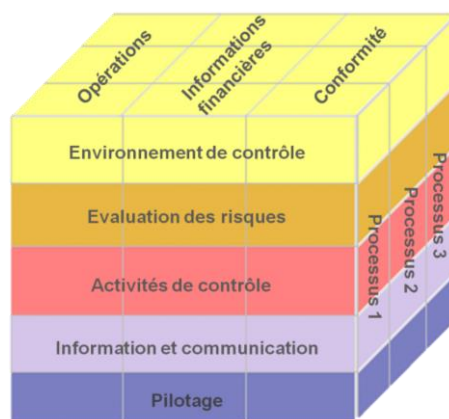 Opérations
Informations
financières
Conformité
Environnement de contrôle
Evaluation des risques
Activités de contrôle
Information et communication
Pilotage
Processus 1
Processus 2
Processus 3